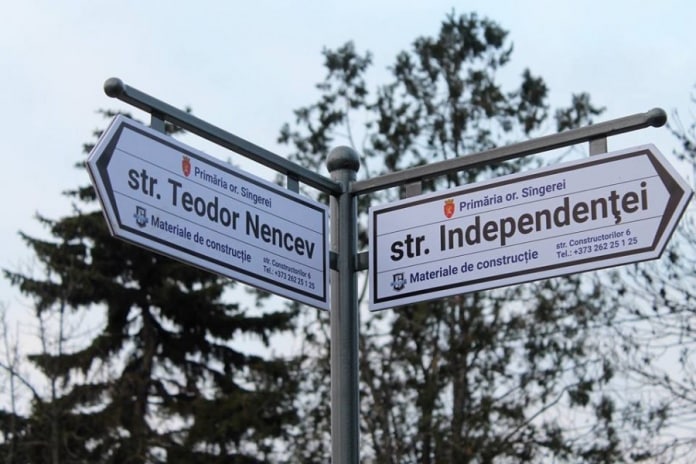 Primăria or. Sîngerei
str. Teodor Nencev
Materiale de construcție
str. Constructorilor 6
Tel.: +373 262 25 1 25
Primăria or. Sîngerei
str. Independenței
Materiale de construcție
str. Constructorilor 6
Tel.: +373 262 25 1 25